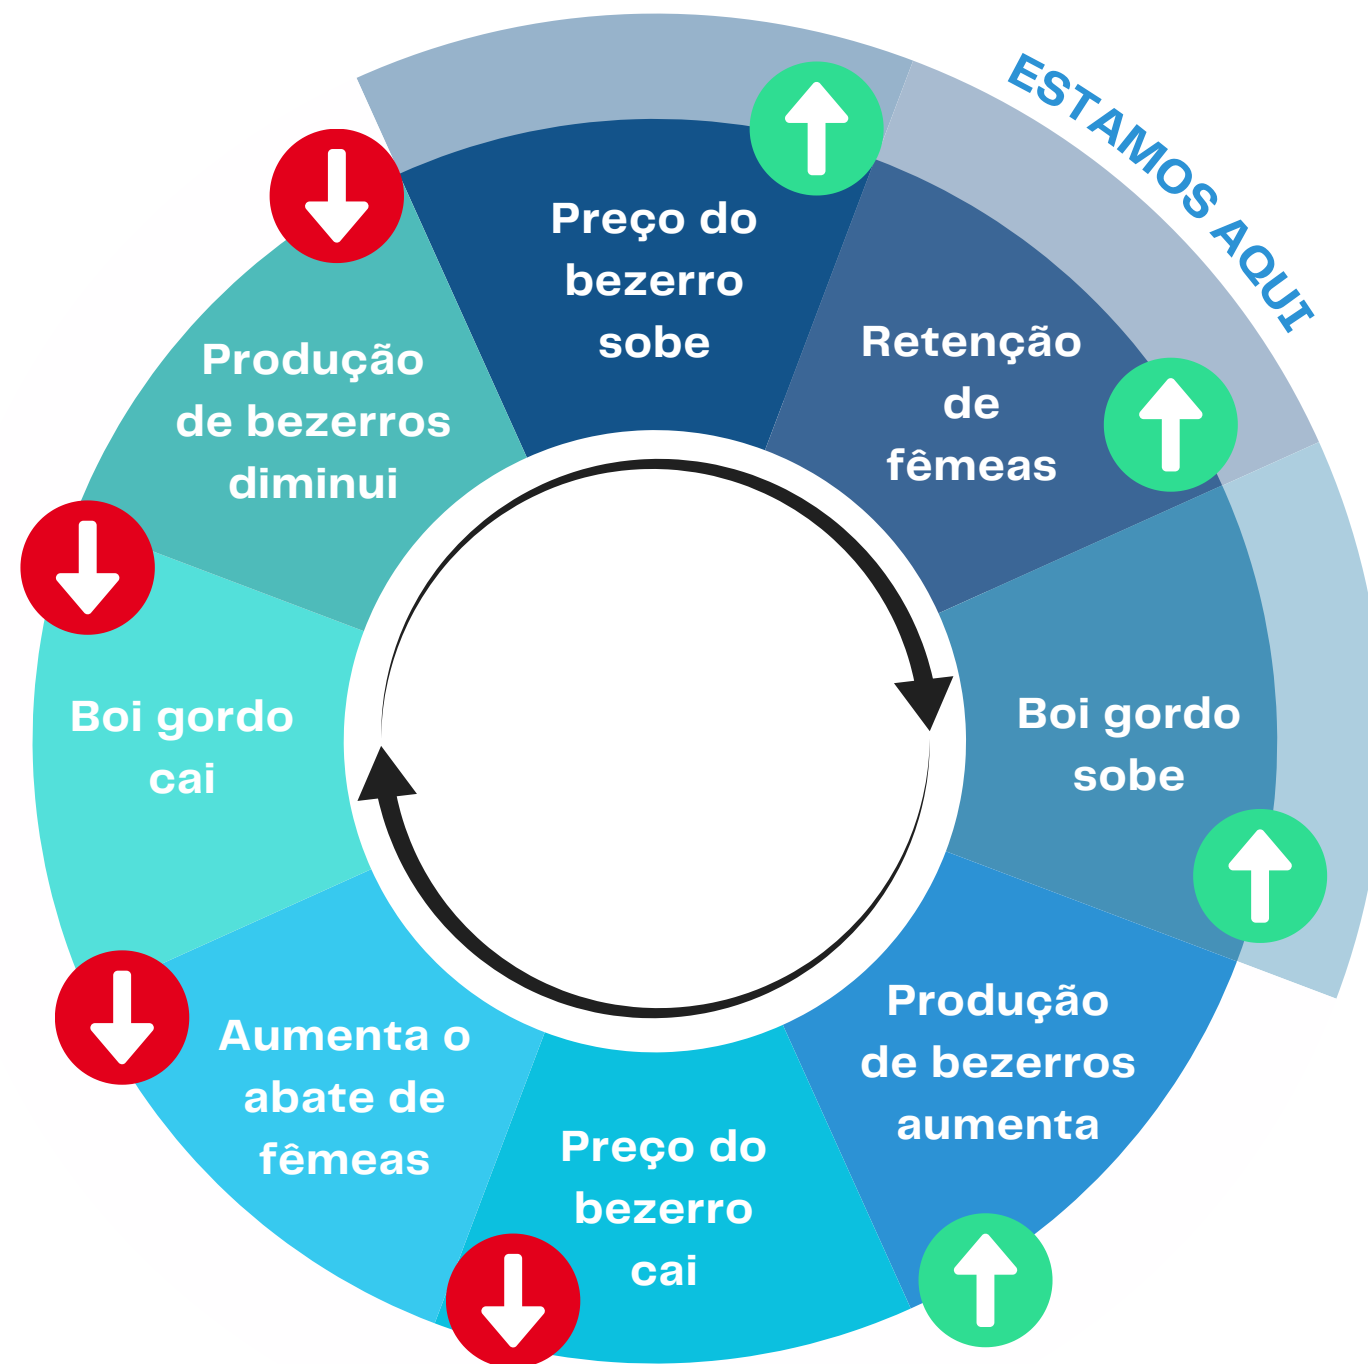 ESTAMOS AQUI
Preço do
bezerro
sobe
Retenção
de
fêmeas
Boi gordo
sobe
Produção
de bezerros
aumenta
Preço do
bezerro
cai
Aumenta o
abate de
fêmeas
Boi gordo
cai
Produção
de bezerros
diminui